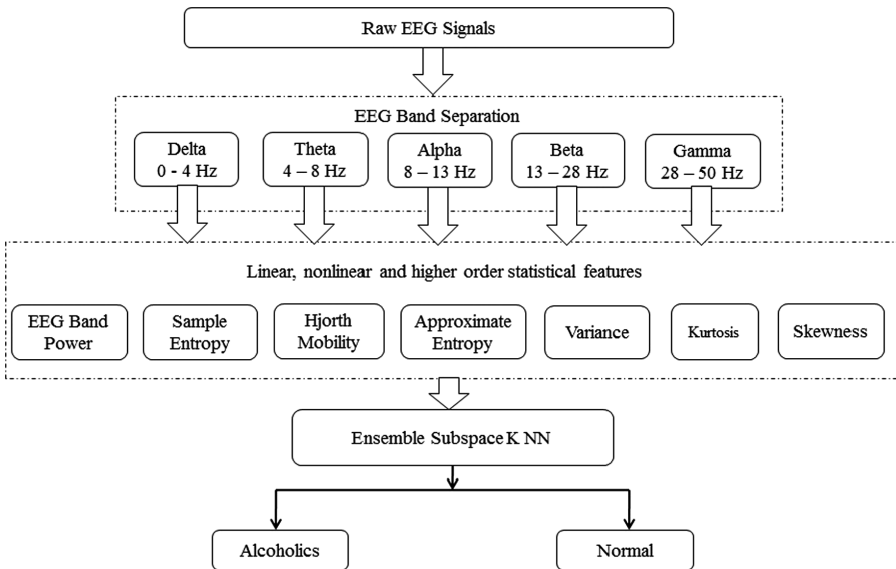 Raw EEG Signals
EEG Band Separation
Delta
0 - 4 Hz
Theta
4 – 8 Hz
Alpha
8 – 13 Hz
Beta
13 – 28 Hz
Gamma
28 – 50 Hz
Linear, nonlinear and higher order statistical features
EEG Band
Power
Sample
Entropy
Hjorth
Mobility
Approximate
Entropy
Variance
Kurtosis
Skewness
Ensemble Subspace K NN
Alcoholics
Normal